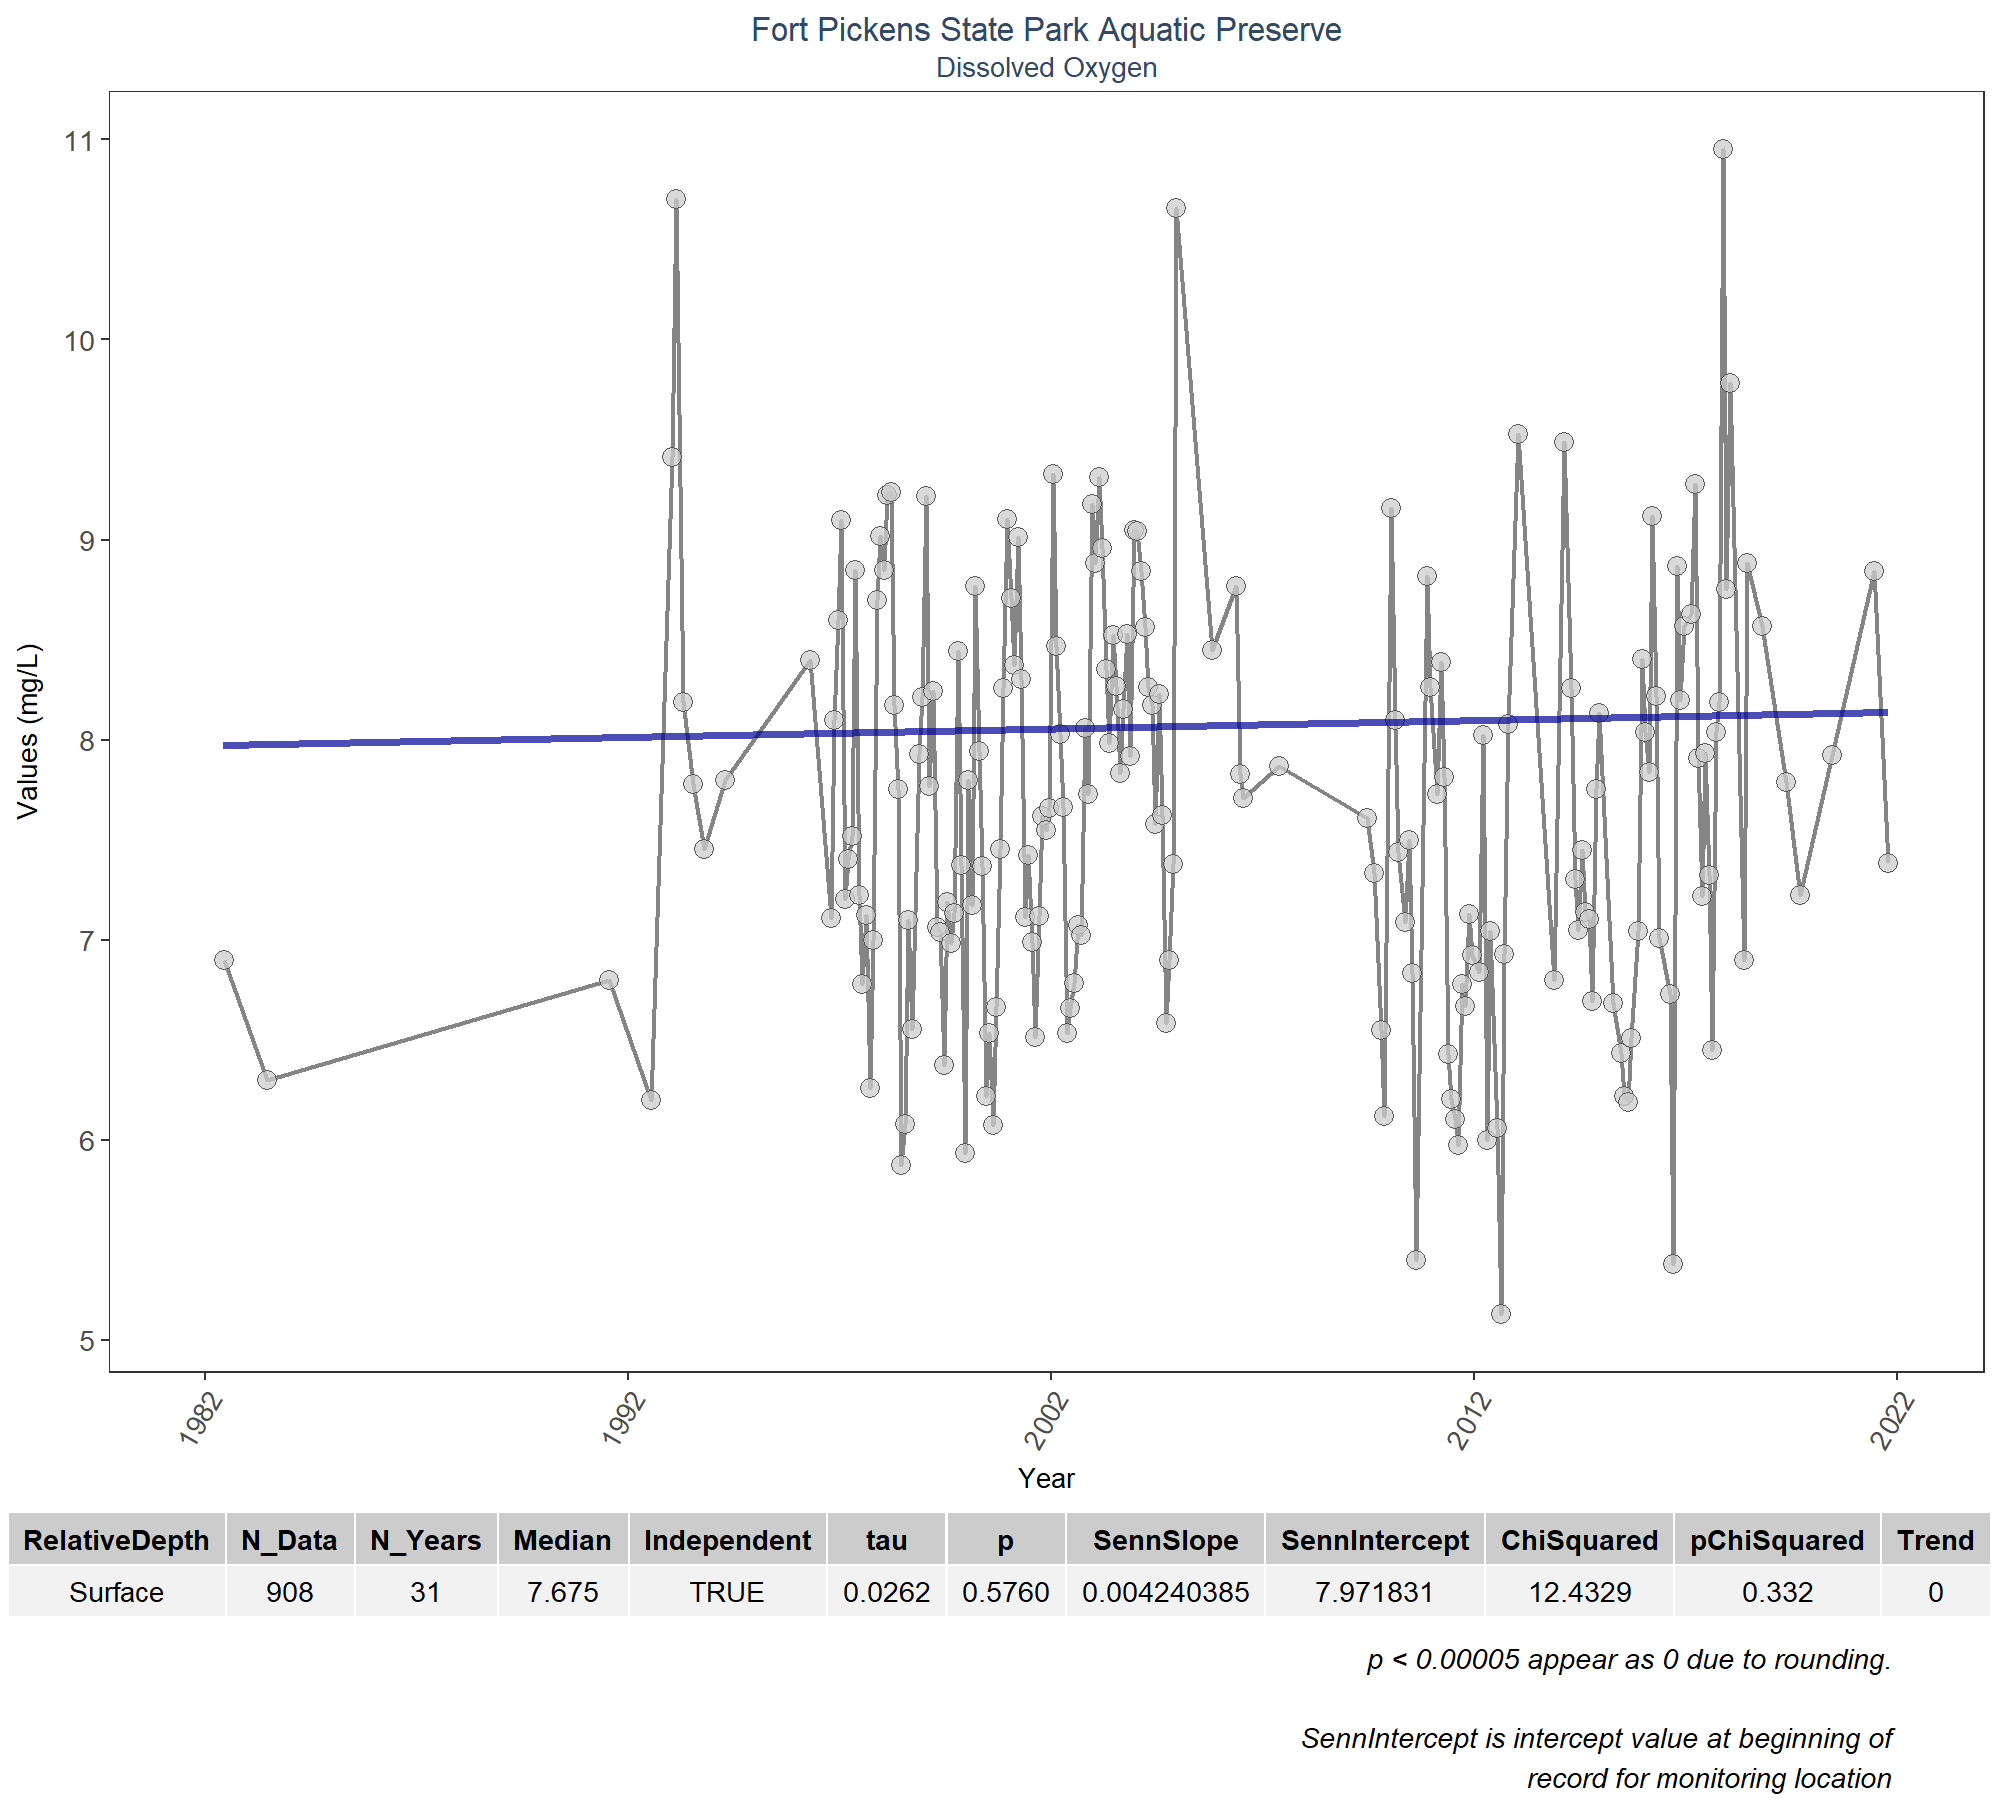 Fort Pickens State Park Aquatic Preserve
Dissolved Oxygen
Values (mg/L)
11
10
9
8
7
6
5
1982 1992 2002 2012 2022
Year
RelativeDepth N_Data N_Years Median Independent tau p SennSlope SennIntercept ChiSquared pChiSquared Trend
Surface 908 31 7.675 TRUE 0.0262 0.5760 0.004240385 7.971831 12.4329 0.332 0
p < 0.00005 appear as 0 due to rounding.
SennIntercept is intercept value at beginning of
record for monitoring location